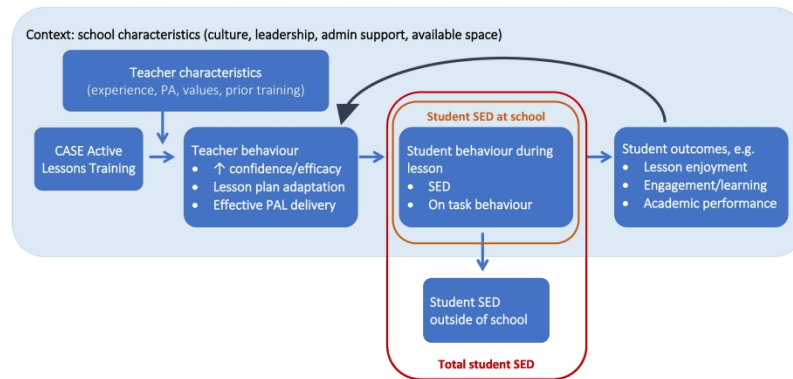 Context: school characteristics (culture, leadership, admin support, available space)
Teacher characteristics
(experience, PA, values, prior training)
CASE Active
Lessons Training
Teacher behaviour
• ↑ confidence/efficacy
• Lesson plan adaptation
• Effective PAL delivery
Student SED at school
Student behaviour during
lesson
• SED
• On task behaviour
Student outcomes, e.g.
• Lesson enjoyment
• Engagement/learning
• Academic performance
Student SED
outside of school
Total student SED